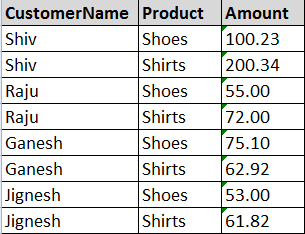 CustomerName Product Amount
Shiv Shoes 100.23
Shiv Shirts 200.34
Raju Shoes 55.00
Raju Shirts 72.00
Ganesh Shoes 75.10
Ganesh Shirts 62.92
Jignesh Shoes 53.00
Jignesh Shirts 61.82